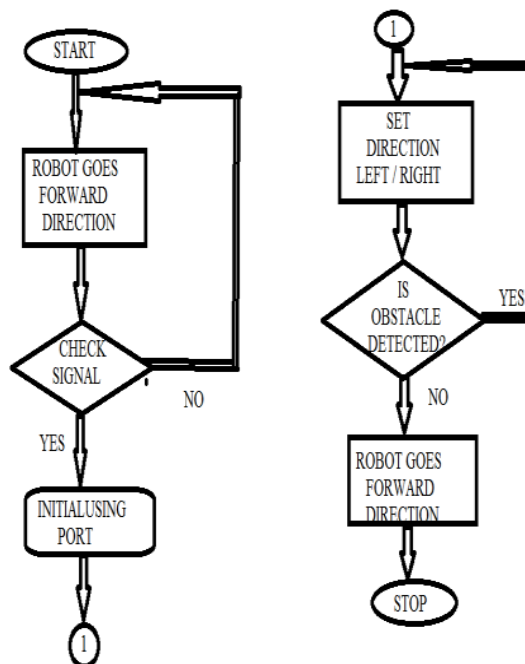 START
ROBOT GOES
FORWARD
DIRECTION
CHECK
SIGNAL
NO
YES
INITIALUSING
PORT
1
1
SET
DIRECTION
LEFT / RIGHT
IS
OBSTACLE
DETECTED?
YES
NO
ROBOT GOES
FORWARD
DIRECTION
STOP